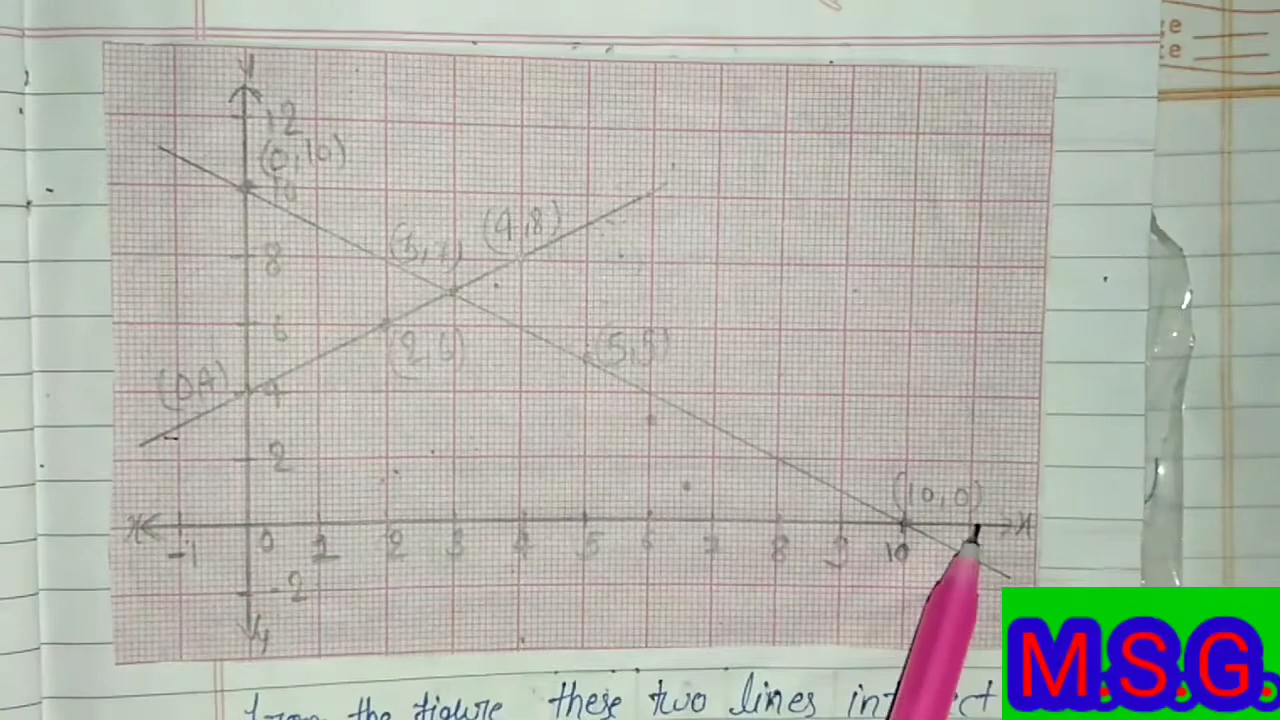 ge
te
y
12
(0,10)
10
(4,8)
(3,7)
8
6
(2,6)
(5,5)
(0,4)
4
2
(10,0)
x
x
-1 0 1 2 3 4 5 6 7 8 9 10
-2
y
from the figure these two lines
M.S.G.